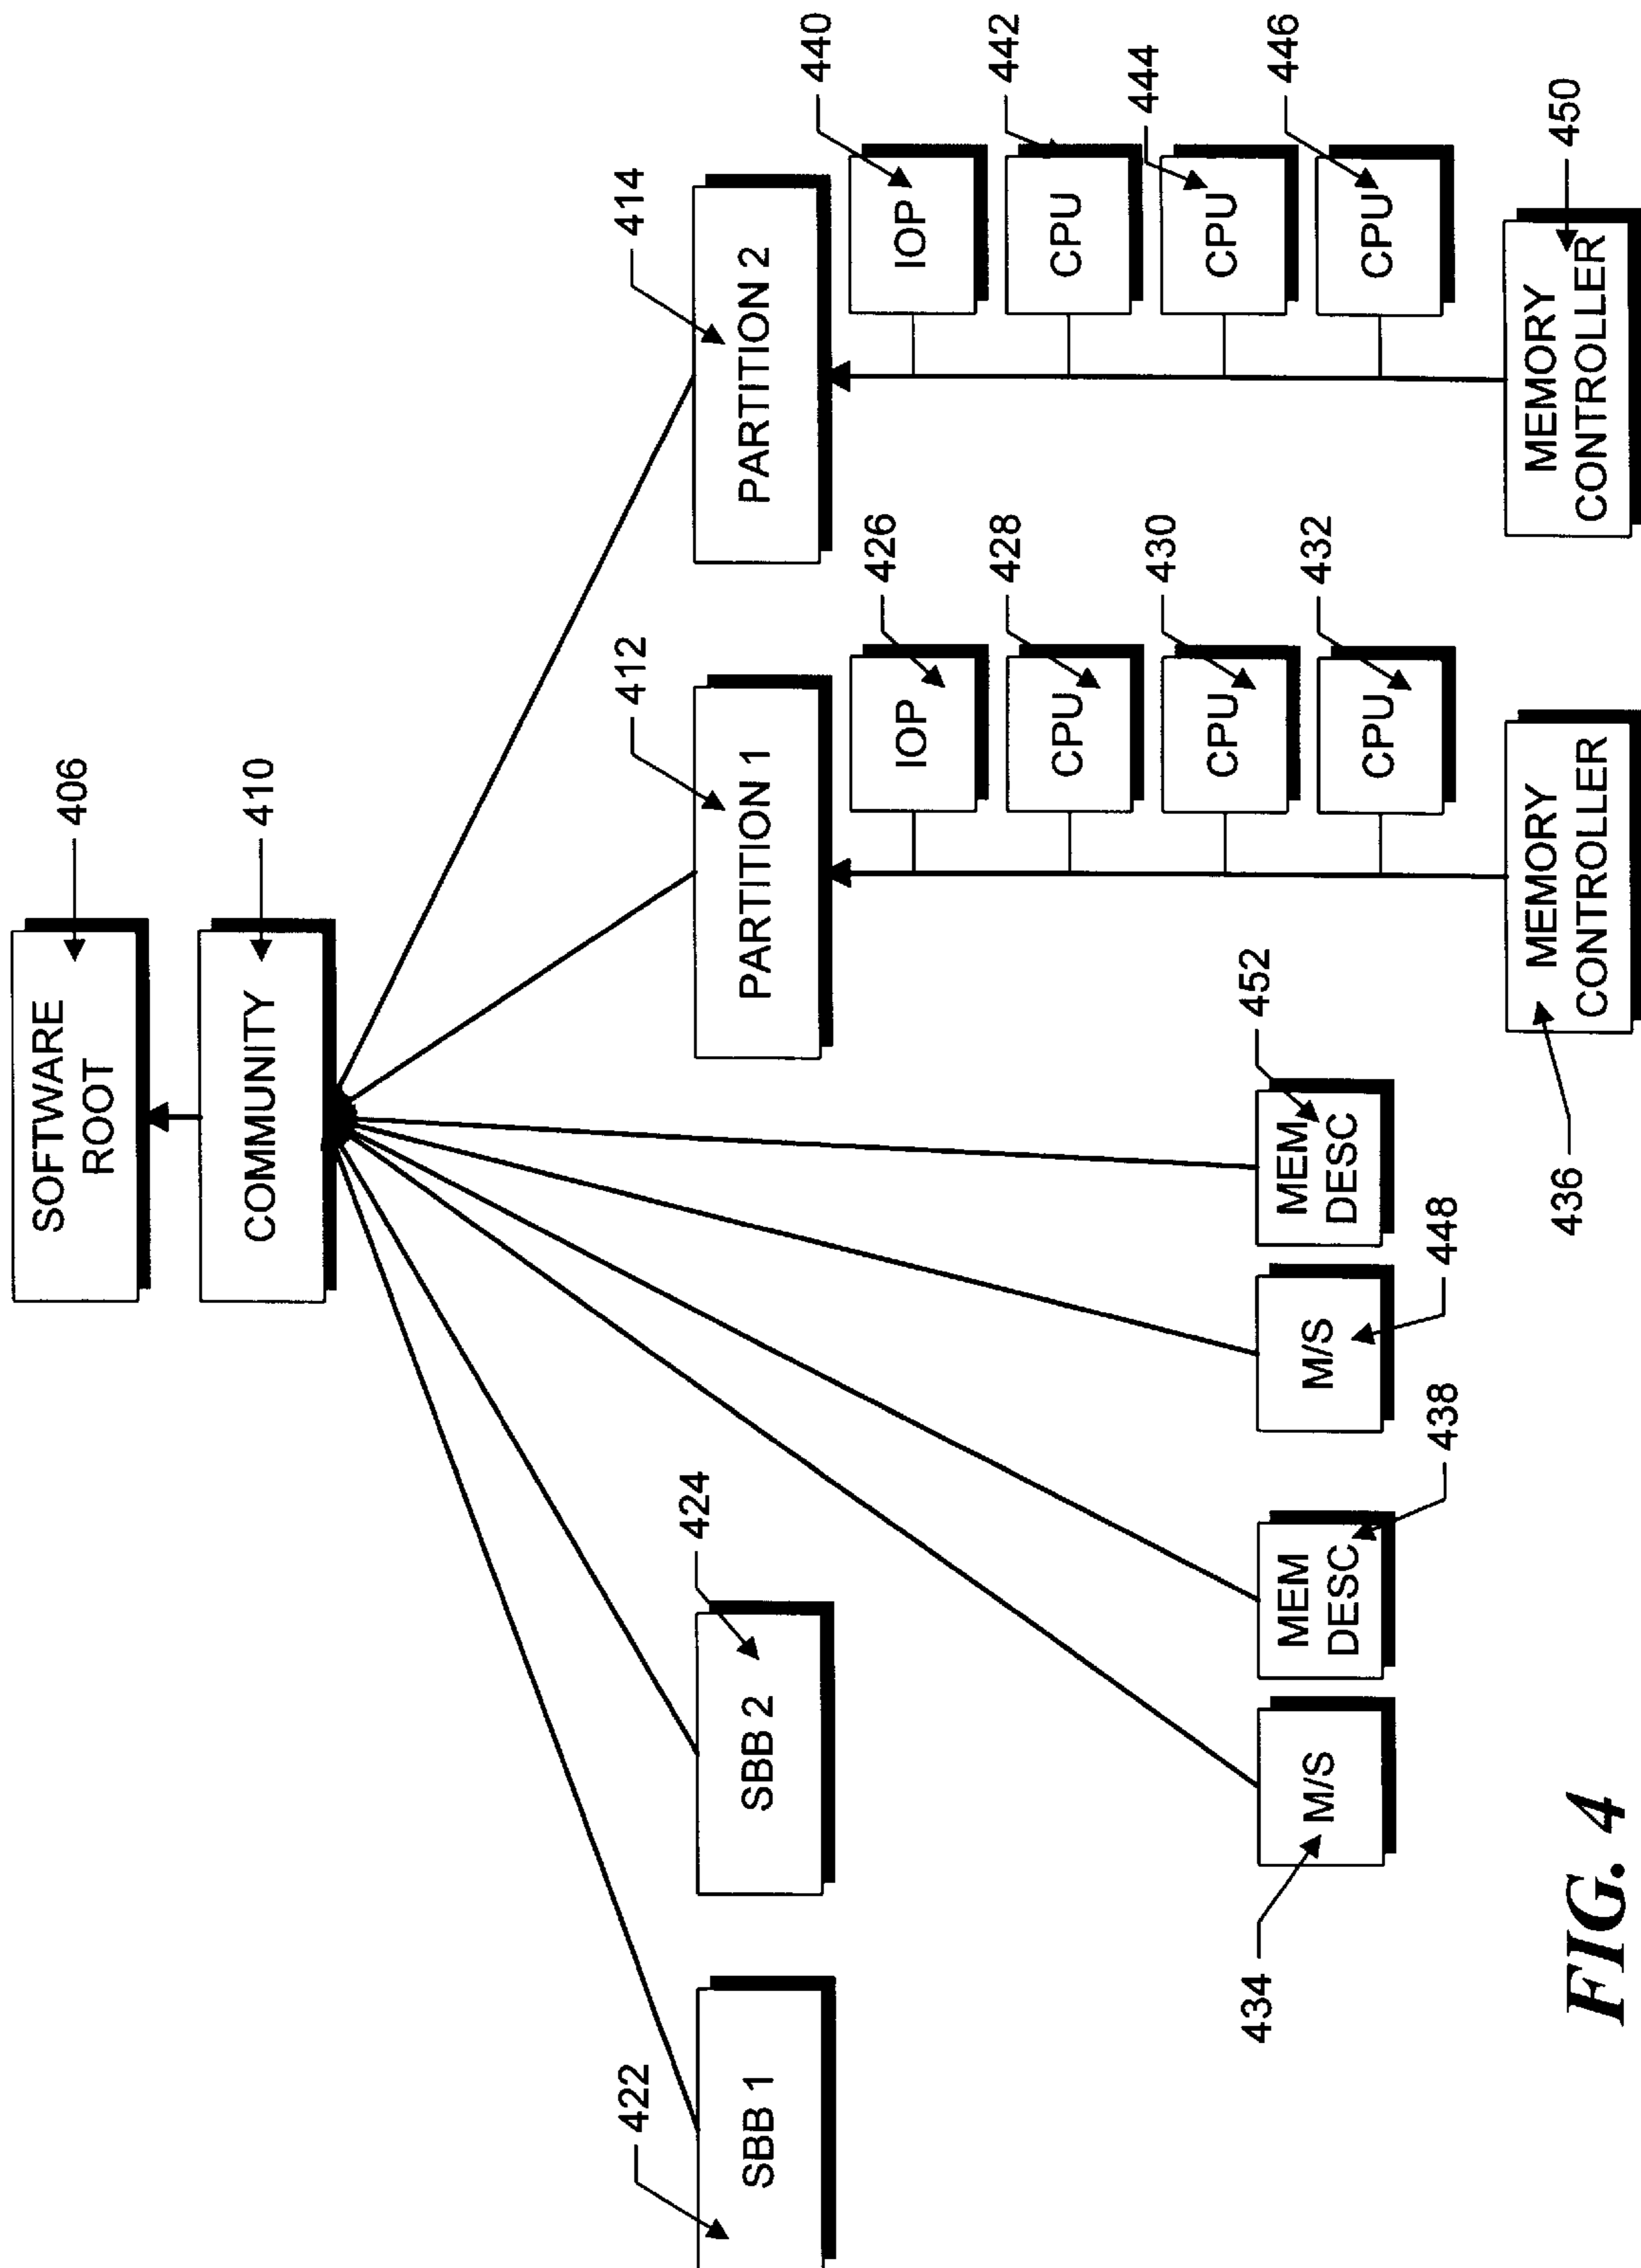 406
SOFTWARE
ROOT
410
COMMUNITY
422
SBB 1
424
SBB 2
412
PARTITION 1
414
PARTITION 2
426
IOP
440
IOP
428
CPU
442
CPU
430
CPU
444
CPU
432
CPU
446
CPU
434
M/S
438
MEM
DESC
448
M/S
452
MEM
DESC
436
MEMORY
CONTROLLER
450
MEMORY
CONTROLLER
FIG. 4